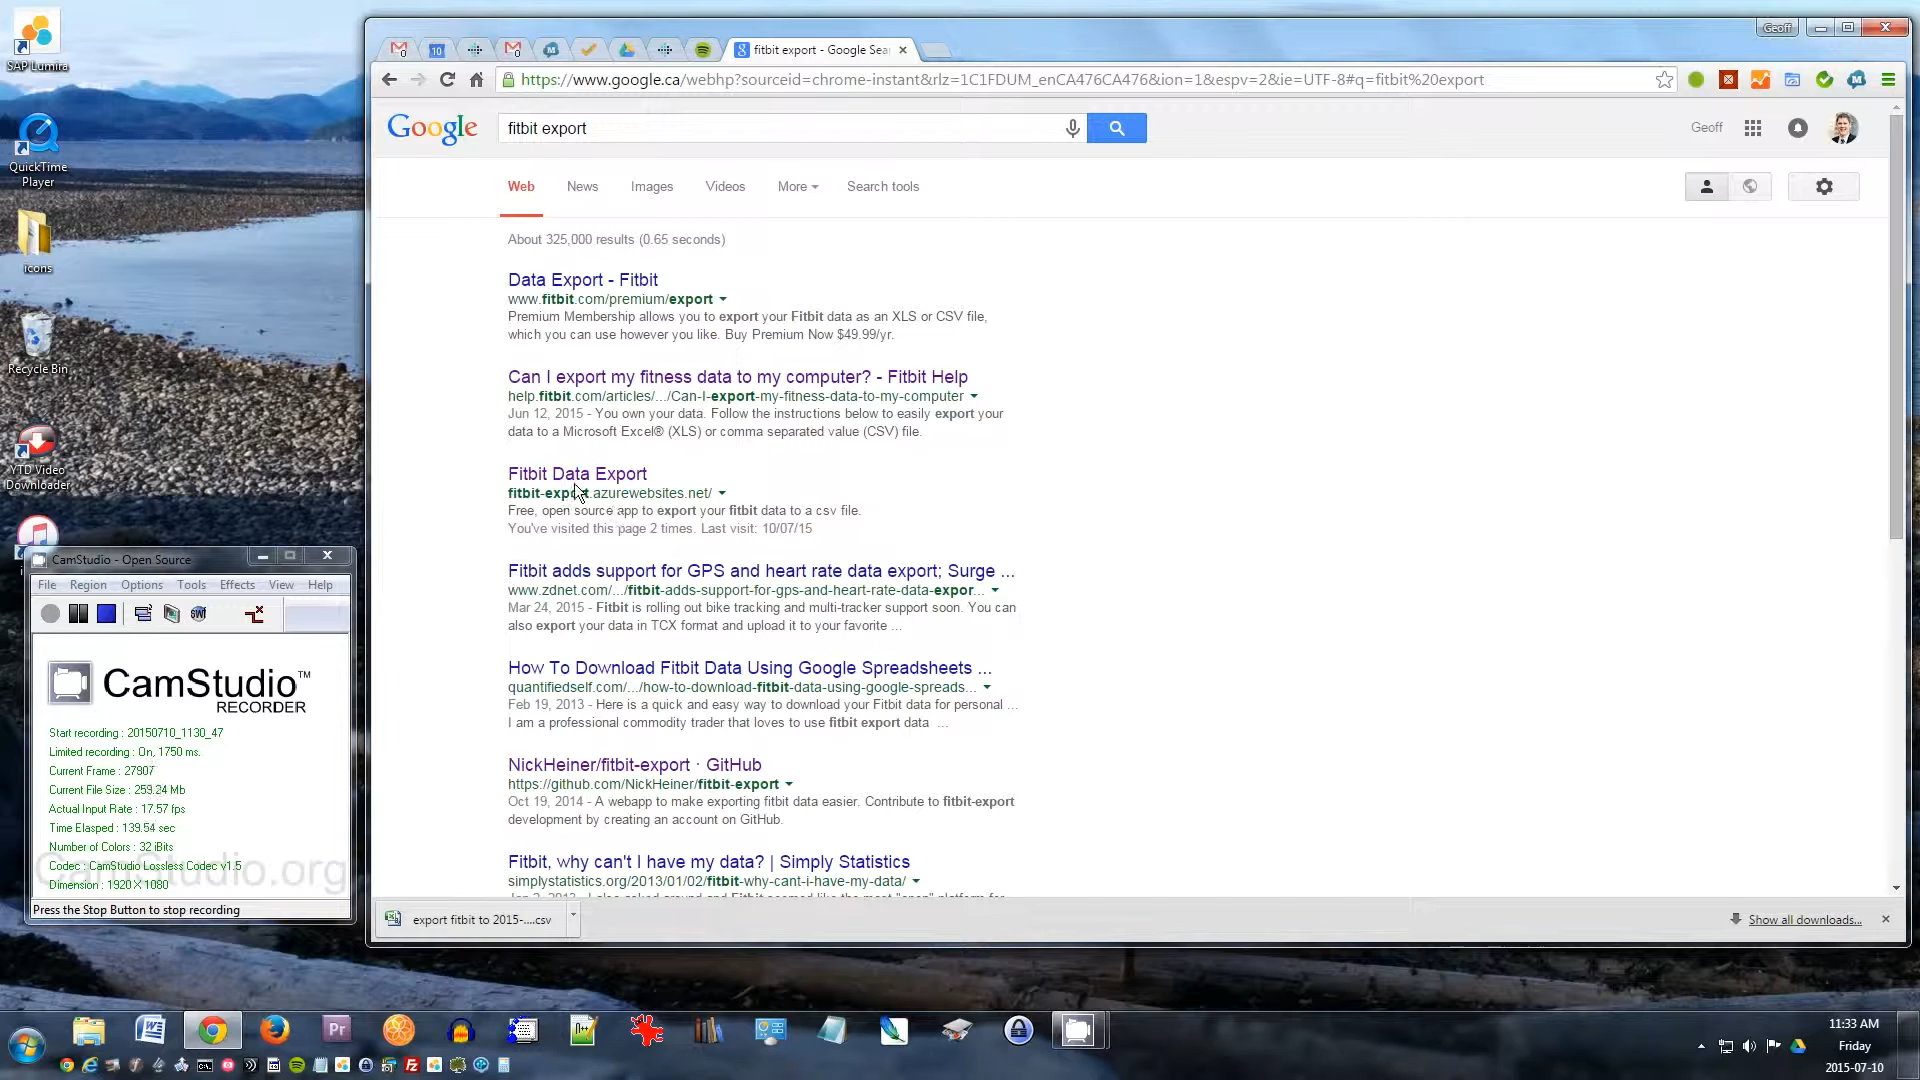 SAP Lumira
QuickTime
Player
icons
Recycle Bin
YTD Video
Downloader
Geoff
10
fitbit export - Google Sea
https://www.google.ca/webhp?sourceid=chrome-instant&rlz=1C1FDUM_enCA476CA476&ion=1&espv=2&ie=UTF-8#q=fitbit%20export
Google
fitbit export
Geoff
Web
News
Images
Videos
More
Search tools
About 325,000 results (0.65 seconds)
Data Export - Fitbit
www.fitbit.com/premium/export
Premium Membership allows you to export your Fitbit data as an XLS or CSV file,
which you can use however you like. Buy Premium Now $49.99/yr.
Can I export my fitness data to my computer? - Fitbit Help
help.fitbit.com/articles/.../Can-I-export-my-fitness-data-to-my-computer
Jun 12, 2015 - You own your data. Follow the instructions below to easily export your
data to a Microsoft Excel® (XLS) or comma separated value (CSV) file.
Fitbit Data Export
fitbit-export.azurewebsites.net/
Free, open source app to export your fitbit data to a csv file.
You've visited this page 2 times. Last visit: 10/07/15
Fitbit adds support for GPS and heart rate data export; Surge ...
www.zdnet.com/.../fitbit-adds-support-for-gps-and-heart-rate-data-expor...
Mar 24, 2015 - Fitbit is rolling out bike tracking and multi-tracker support soon. You can
also export your data in TCX format and upload it to your favorite ...
How To Download Fitbit Data Using Google Spreadsheets ...
quantifiedself.com/.../how-to-download-fitbit-data-using-google-spreads...
Feb 19, 2013 - Here is a quick and easy way to download your Fitbit data for personal ...
I am a professional commodity trader that loves to use fitbit export data ...
NickHeiner/fitbit-export · GitHub
https://github.com/NickHeiner/fitbit-export
Oct 19, 2014 - A webapp to make exporting fitbit data easier. Contribute to fitbit-export
development by creating an account on GitHub.
Fitbit, why can't I have my data? | Simply Statistics
simplystatistics.org/2013/01/02/fitbit-why-cant-i-have-my-data/
export fitbit to 2015-....csv
Show all downloads...
CamStudio - Open Source
File
Region
Options
Tools
Effects
View
Help
CamStudio™
RECORDER
Start recording : 20150710_1130_47
Limited recording : On, 1750 ms.
Current Frame : 27907
Current File Size : 259.24 Mb
Actual Input Rate : 17.57 fps
Time Elasped : 139.54 sec
Number of Colors : 32 iBits
Codec : CamStudio Lossless Codec v1.5
Dimension : 1920 X 1080
CamStudio.org
Press the Stop Button to stop recording
Pr
11:33 AM
Friday
2015-07-10